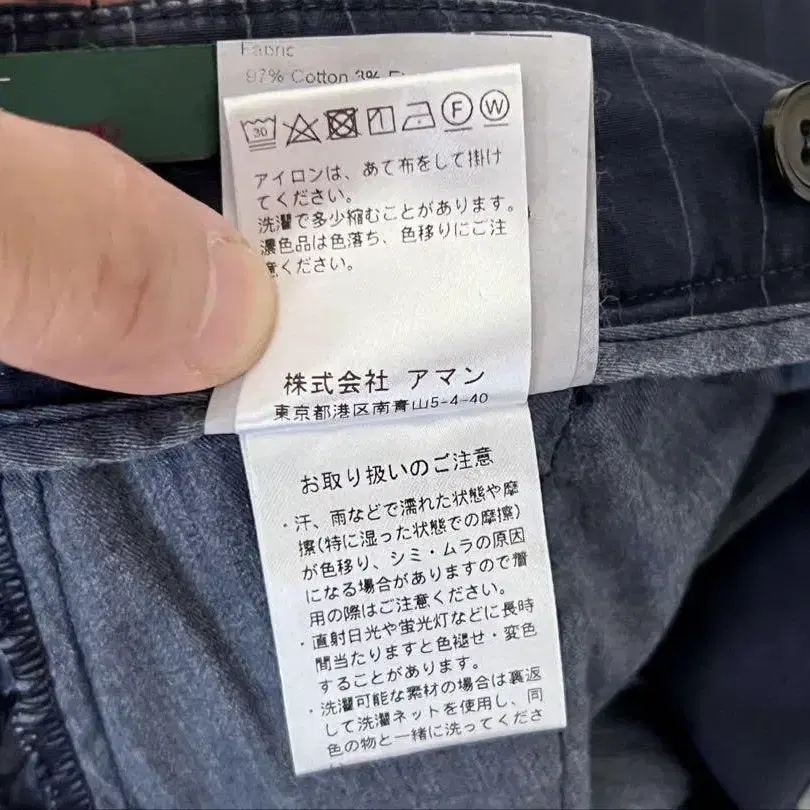 Fabric
97% Cotton 3%
30
F W
アイロンは、あて布をして掛け
てください。
洗濯で多少縮むことがあります。
濃色品は色落ち、色移りにご注
意ください。
株式会社 アマン
東京都港区南青山5-4-40
お取り扱いのご注意
・汗、雨などで濡れた状態や摩
擦(特に湿った状態での摩擦)
が色移り、シミ・ムラの原因
になる場合がありますので着
用の際はご注意ください。
・直射日光や蛍光灯などに長時
間当たりますと色褪せ・変色
することがあります。
・洗濯可能な素材の場合は裏返
して洗濯ネットを使用し、同
色の物と一緒に洗ってくださ